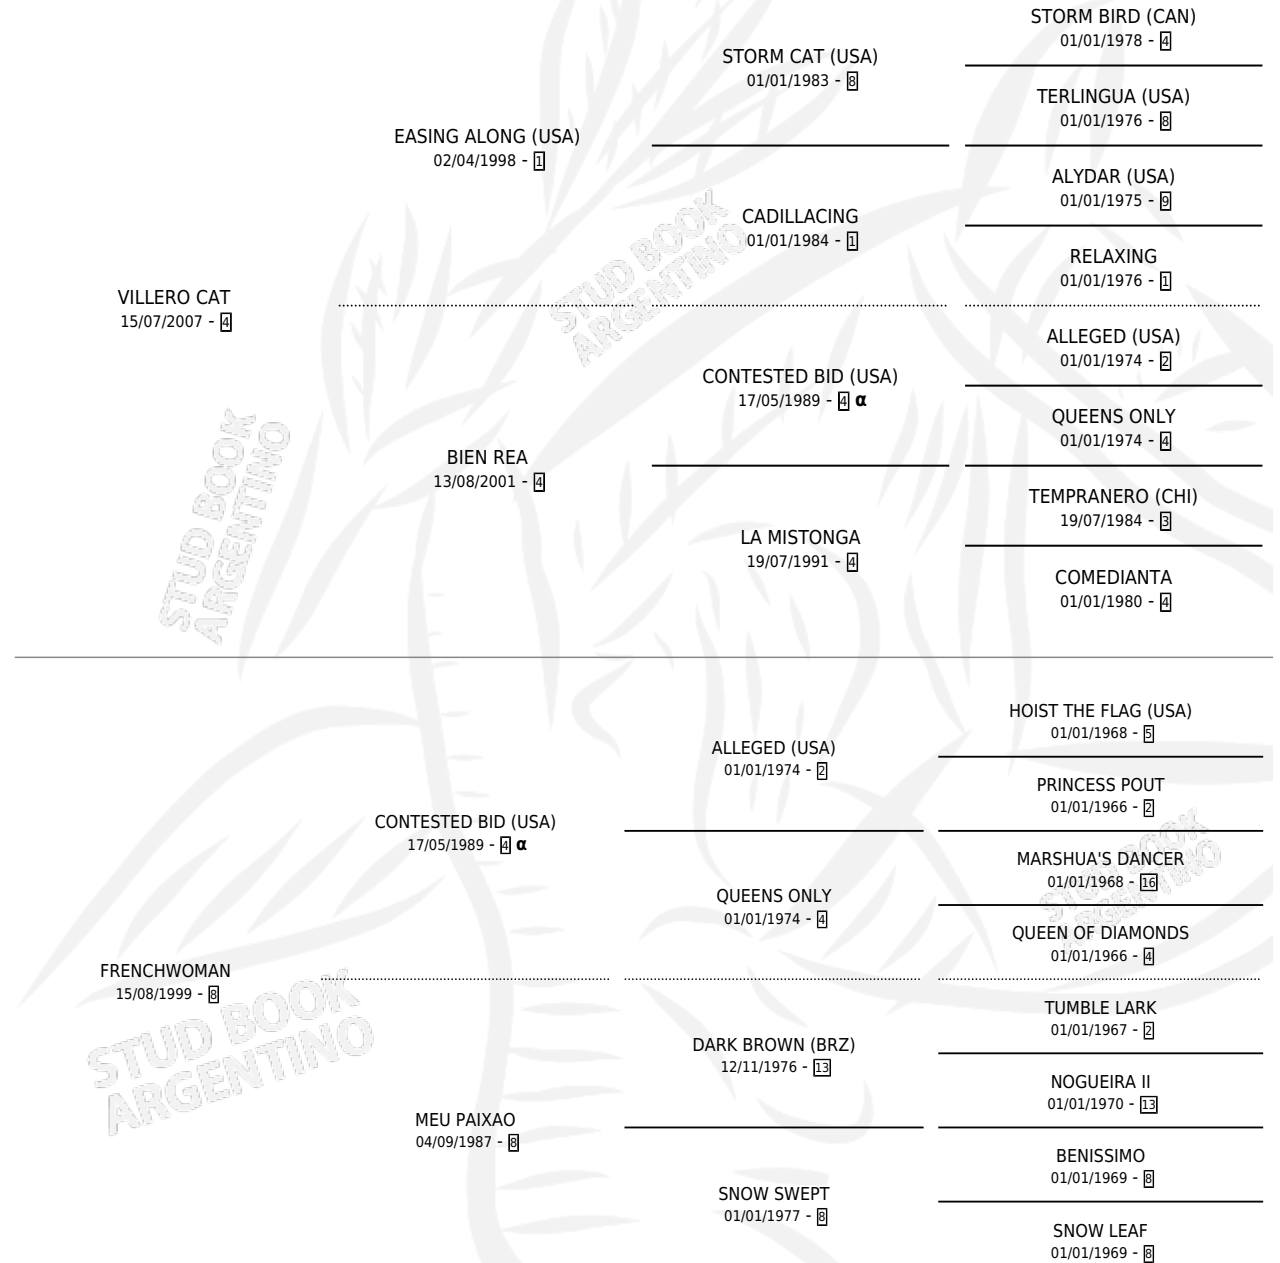 STORM BIRD (CAN)
01/01/1978 - 4
STORM CAT (USA)
01/01/1983 - 8
TERLINGUA (USA)
01/01/1976 - 8
EASING ALONG (USA)
02/04/1998 - 1
ALYDAR (USA)
01/01/1975 - 9
CADILLACING
01/01/1984 - 1
RELAXING
01/01/1976 - 1
VILLERO CAT
15/07/2007 - 4
ALLEGED (USA)
01/01/1974 - 2
CONTESTED BID (USA)
17/05/1989 - 4 α
QUEENS ONLY
01/01/1974 - 4
BIEN REA
13/08/2001 - 4
TEMPRANERO (CHI)
19/07/1984 - 3
LA MISTONGA
19/07/1991 - 4
COMEDIANTA
01/01/1980 - 4
STUD BOOK
ARGENTINO
STUD BOOK
ARGENTINO
HOIST THE FLAG (USA)
01/01/1968 - 5
ALLEGED (USA)
01/01/1974 - 2
PRINCESS POUT
01/01/1966 - 2
CONTESTED BID (USA)
17/05/1989 - 4 α
MARSHUA'S DANCER
01/01/1968 - 16
QUEENS ONLY
01/01/1974 - 4
QUEEN OF DIAMONDS
01/01/1966 - 4
FRENCHWOMAN
15/08/1999 - 8
TUMBLE LARK
01/01/1967 - 2
DARK BROWN (BRZ)
12/11/1976 - 13
NOGUEIRA II
01/01/1970 - 13
MEU PAIXAO
04/09/1987 - 8
BENISSIMO
01/01/1969 - 8
SNOW SWEPT
01/01/1977 - 8
SNOW LEAF
01/01/1969 - 8
STUD BOOK
ARGENTINO
STUD BOOK
ARGENTINO